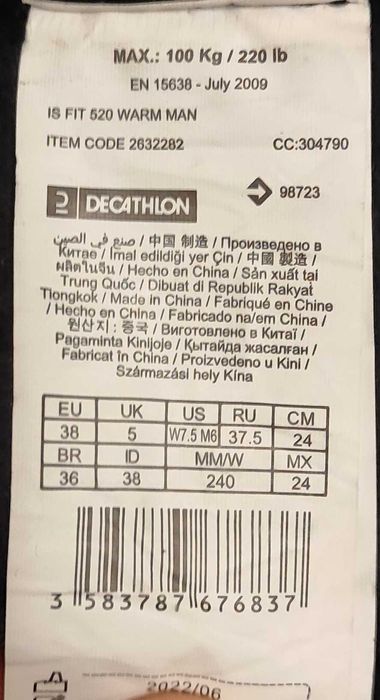 MAX.: 100 Kg / 220 lb
EN 15638 - July 2009
IS FIT 520 WARM MAN
ITEM CODE 2632282 CC:304790
DECATHLON 98723
صنع في الصين / 中国 制造 / Произведено в
Китае / İmal edildiği yer Çin / 中國 製造 /
ผลิตในจีน / Hecho en China / Sản xuất tại
Trung Quốc / Dibuat di Republik Rakyat
Tiongkok / Made in China / Fabriqué en Chine
/ Hecho en China / Fabricado na/em China /
원산지 : 중국 / Виготовлено в Китаї /
Pagaminta Kinijoje / Қытайда жасалған /
Fabricat în China / Proizvedeno u Kini /
Származási hely Kína
EU UK US RU CM
38 5 W7.5 M6 37.5 24
BR ID MM/W MX
36 38 240 24
3 583787 676837
2022/06